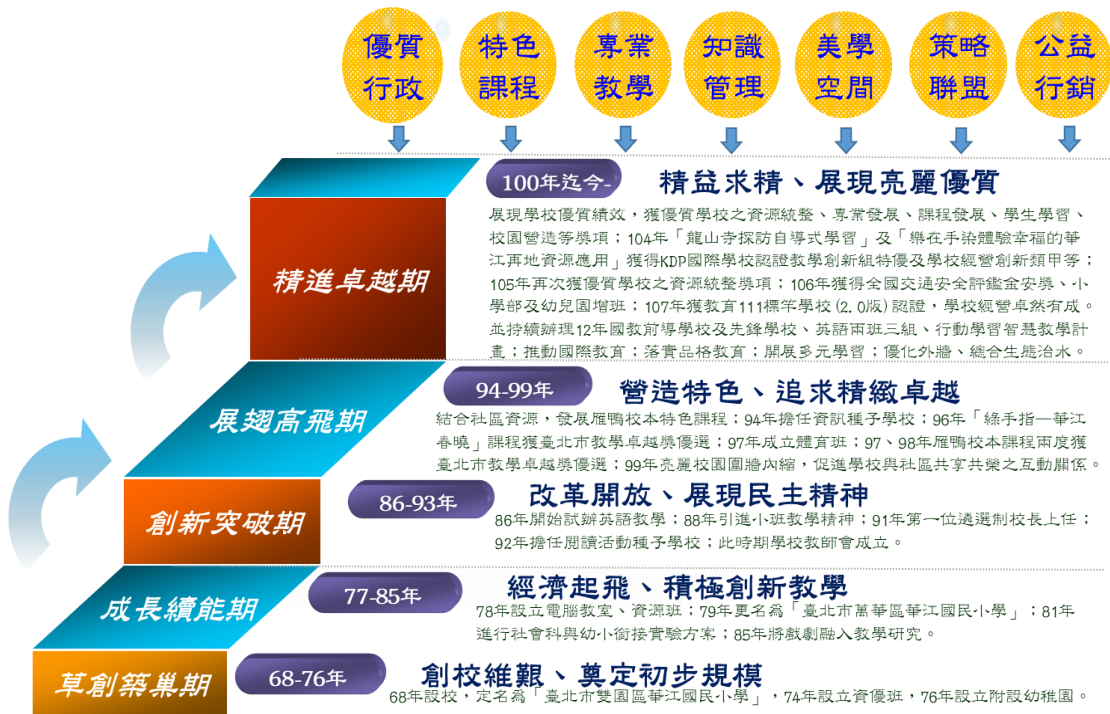 優質
行政
特色
課程
專業
教學
知識
管理
美學
空間
策略
聯盟
公益
行銷
100年迄今-
精益求精、展現亮麗優質
展現學校優質績效，獲優質學校之資源統整、專業發展、課程發展、學生學習、
校園營造等獎項；104年「龍山寺探訪自導式學習」及「樂在手染體驗幸福的華
江再地資源應用」獲得KDP國際學校認證教學創新組特優及學校經營創新類甲等；
105年再次獲優質學校之資源統整獎項；106年獲得全國交通安全評鑑金安獎、小
學部及幼兒園增班；107年獲教育111標竿學校(2.0版)認證，學校經營卓然有成。
並持續辦理12年國教前導學校及先鋒學校、英語兩班三組、行動學習智慧教學計
畫；推動國際教育；落實品格教育；開展多元學習；優化外牆、總合生態治水。
精進卓越期
94-99年
營造特色、追求精緻卓越
結合社區資源，發展雁鴨校本特色課程；94年擔任資訊種子學校；96年「綠手指—華江
春曉」課程獲臺北市教學卓越獎優選；97年成立體育班；97、98年雁鴨校本課程兩度獲
臺北市教學卓越獎優選；99年亮麗校園圍牆內縮，促進學校與社區共享共榮之互動關係。
展翅高飛期
86-93年
改革開放、展現民主精神
86年開始試辦英語教學；88年引進小班教學精神；91年第一位遴選制校長上任；
92年擔任閱讀活動種子學校；此時期學校教師會成立。
創新突破期
77-85年
經濟起飛、積極創新教學
78年設立電腦教室、資源班；79年更名為「臺北市萬華區華江國民小學」；81年
進行社會科與幼小銜接實驗方案；85年將戲劇融入教學研究。
成長續能期
68-76年
創校維艱、奠定初步規模
68年設校，定名為「臺北市雙園區華江國民小學」，74年設立資優班，76年設立附設幼稚園。
草創築巢期